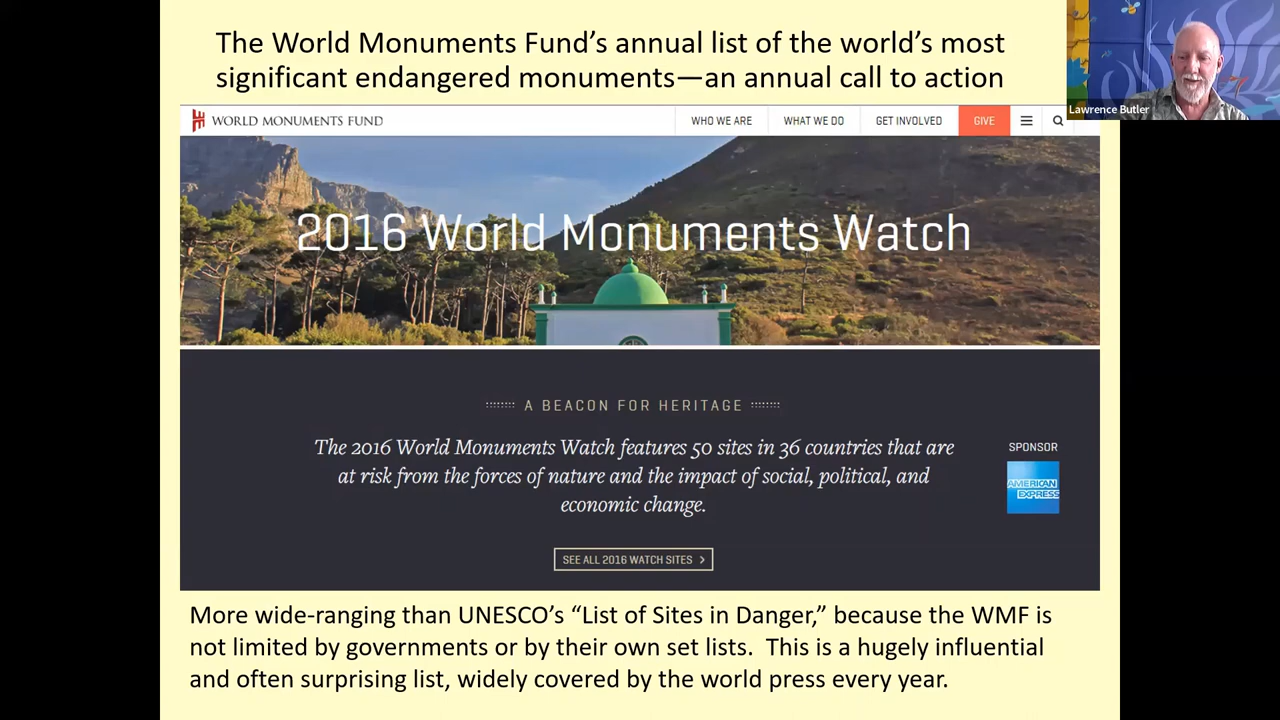 The World Monuments Fund’s annual list of the world’s most
significant endangered monuments—an annual call to action
Lawrence Butler
WORLD MONUMENTS FUND
WHO WE ARE
WHAT WE DO
GET INVOLVED
GIVE
2016 World Monuments Watch
A BEACON FOR HERITAGE
The 2016 World Monuments Watch features 50 sites in 36 countries that are
at risk from the forces of nature and the impact of social, political, and
economic change.
SPONSOR
AMERICAN
EXPRESS
SEE ALL 2016 WATCH SITES
More wide-ranging than UNESCO’s “List of Sites in Danger,” because the WMF is
not limited by governments or by their own set lists.  This is a hugely influential
and often surprising list, widely covered by the world press every year.